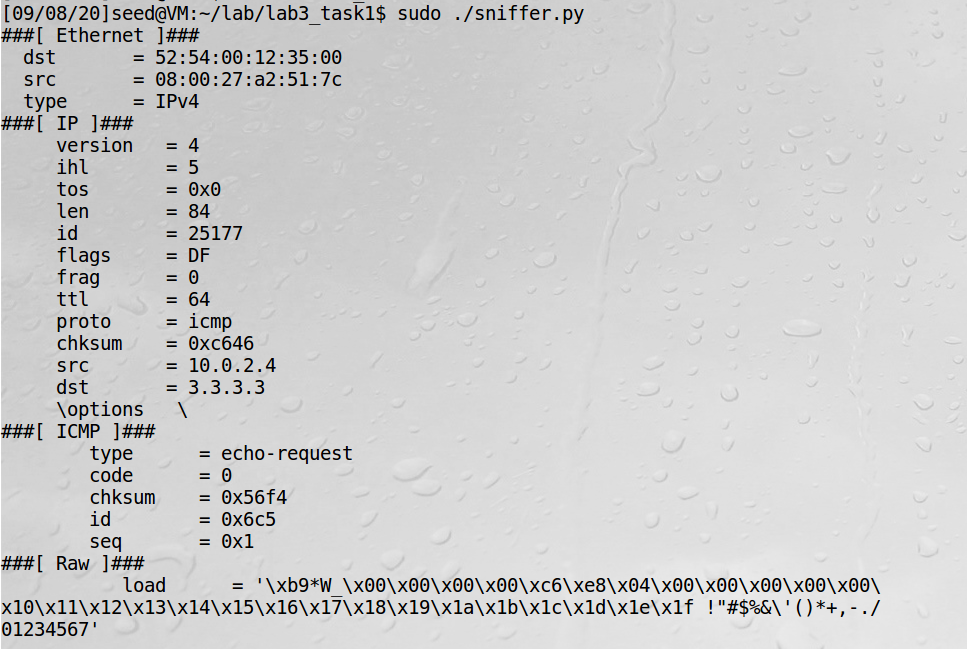 [09/08/20]seed@VM:~/lab/lab3_task1$ sudo ./sniffer.py
###[ Ethernet ]###
  dst       = 52:54:00:12:35:00
  src       = 08:00:27:a2:51:7c
  type      = IPv4
###[ IP ]###
     version   = 4
     ihl       = 5
     tos       = 0x0
     len       = 84
     id        = 25177
     flags     = DF
     frag      = 0
     ttl       = 64
     proto     = icmp
     chksum    = 0xc646
     src       = 10.0.2.4
     dst       = 3.3.3.3
     \options   \
###[ ICMP ]###
        type      = echo-request
        code      = 0
        chksum    = 0x56f4
        id        = 0x6c5
        seq       = 0x1
###[ Raw ]###
           load      = '\xb9*W_\x00\x00\x00\x00\xc6\xe8\x04\x00\x00\x00\x00\x00\
x10\x11\x12\x13\x14\x15\x16\x17\x18\x19\x1a\x1b\x1c\x1d\x1e\x1f !"#$%&\'()*+,-./
01234567'